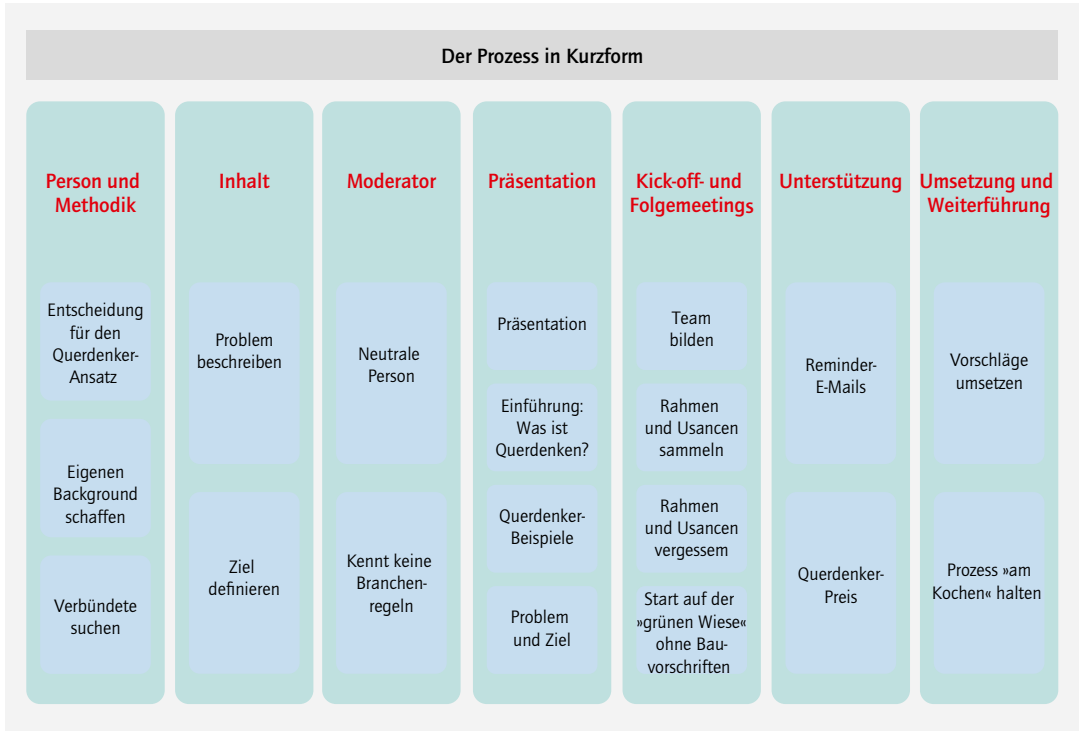 Der Prozess in Kurzform
Person und
Methodik
Entscheidung
für den
Querdenker-
Ansatz
Eigenen
Background
schaffen
Verbündete
suchen
Inhalt
Problem
beschreiben
Ziel
definieren
Moderator
Neutrale
Person
Kennt keine
Branchen-
regeln
Präsentation
Präsentation
Einführung:
Was ist
Querdenken?
Querdenker-
Beispiele
Problem
und Ziel
Kick-off- und
Folgemeetings
Team
bilden
Rahmen
und Usancen
sammeln
Rahmen
und Usancen
vergessem
Start auf der
»grünen Wiese«
ohne Bau-
vorschriften
Unterstützung
Reminder-
E-Mails
Querdenker-
Preis
Umsetzung und
Weiterführung
Vorschläge
umsetzen
Prozess »am
Kochen« halten